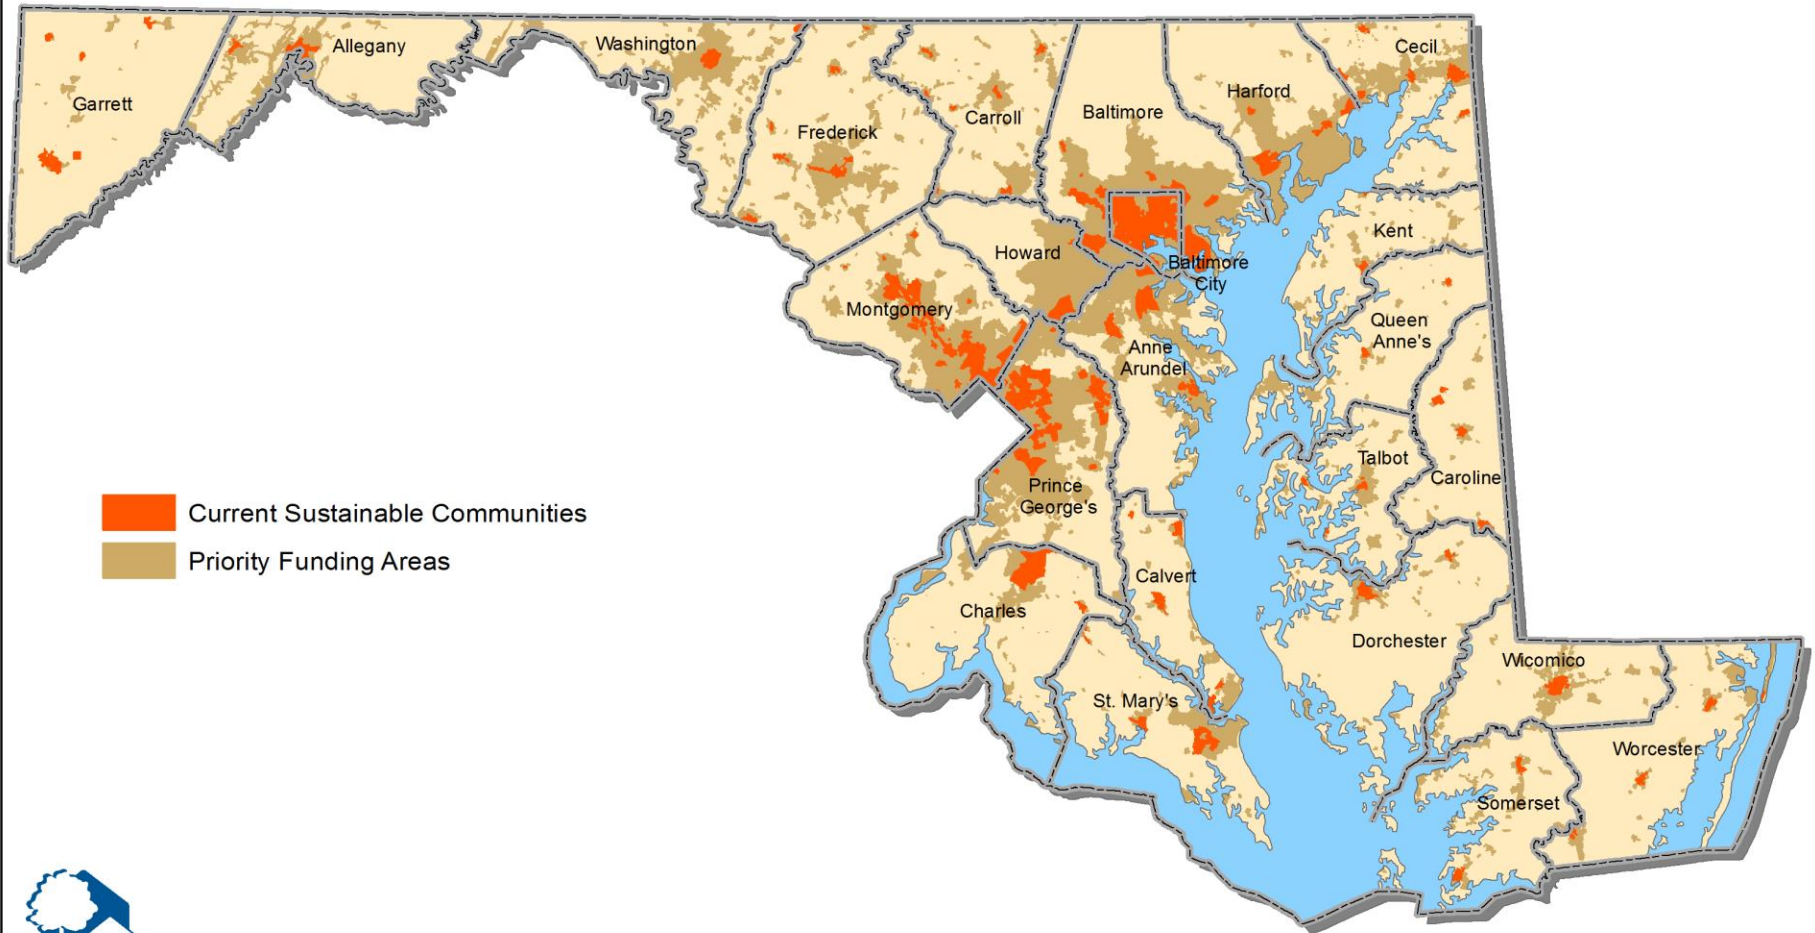 Garrett
Allegany
Washington
Frederick
Carroll
Baltimore
Harford
Cecil
Howard
Baltimore
City
Kent
Montgomery
Queen
Anne's
Anne
Arundel
Talbot
Caroline
Prince
George's
Current Sustainable Communities
Priority Funding Areas
Calvert
Charles
Dorchester
Wicomico
St. Mary's
Worcester
Somerset